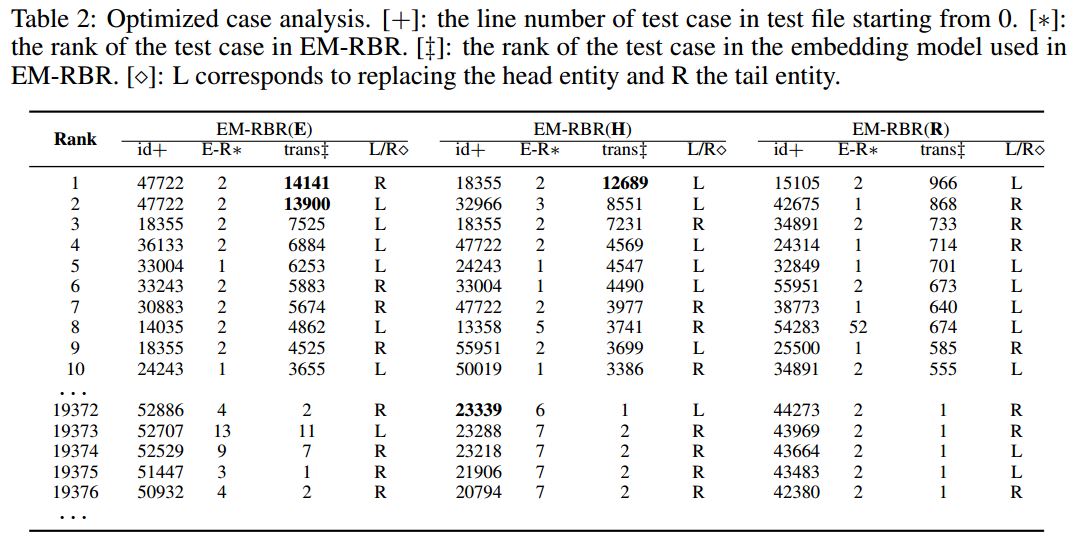 Table 2: Optimized case analysis. [+]: the line number of test case in test file starting from 0. [∗]:
the rank of the test case in EM-RBR. [‡]: the rank of the test case in the embedding model used in
EM-RBR. [⋄]: L corresponds to replacing the head entity and R the tail entity.
Rank EM-RBR(E) EM-RBR(H) EM-RBR(R)
id+ E-R∗ trans‡ L/R⋄ id+ E-R∗ trans‡ L/R⋄ id+ E-R∗ trans‡ L/R⋄
1 47722 2 14141 R 18355 2 12689 L 15105 2 966 L
2 47722 2 13900 L 32966 3 8551 L 42675 1 868 R
3 18355 2 7525 L 18355 2 7231 R 34891 2 733 R
4 36133 2 6884 L 47722 2 4569 L 24314 1 714 R
5 33004 1 6253 L 24243 1 4547 L 32849 1 701 L
6 33243 2 5883 R 33004 1 4490 L 55951 2 673 L
7 30883 2 5674 R 47722 2 3977 R 38773 1 640 L
8 14035 2 4862 L 13358 5 3741 R 54283 52 674 L
9 18355 2 4525 R 55951 2 3699 L 25500 1 585 R
10 24243 1 3655 L 50019 1 3386 R 34891 2 555 L
...
19372 52886 4 2 R 23339 6 1 L 44273 2 1 R
19373 52707 13 11 L 23288 7 2 R 43969 2 1 R
19374 52529 9 7 R 23218 7 2 R 43664 2 1 L
19375 51447 3 1 R 21906 7 2 R 43483 2 1 L
19376 50932 4 2 R 20794 7 2 R 42380 2 1 R
...